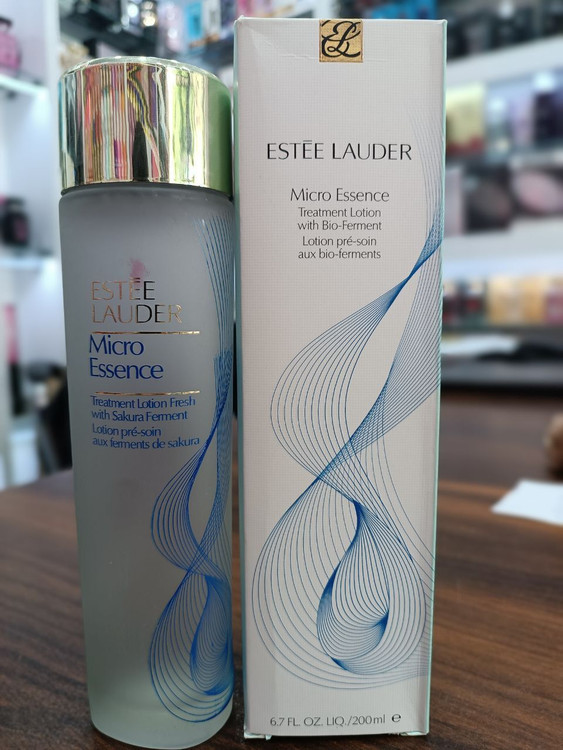 ESTĒE
LAUDER
Micro
Essence
Treatment Lotion Fresh
with Sakura Ferment
Lotion pré-soin
aux ferments de sakura
EL
ESTĒE LAUDER
Micro Essence
Treatment Lotion
with Bio-Ferment
Lotion pré-soin
aux bio-ferments
6.7 FL. OZ. LIQ./200ml e